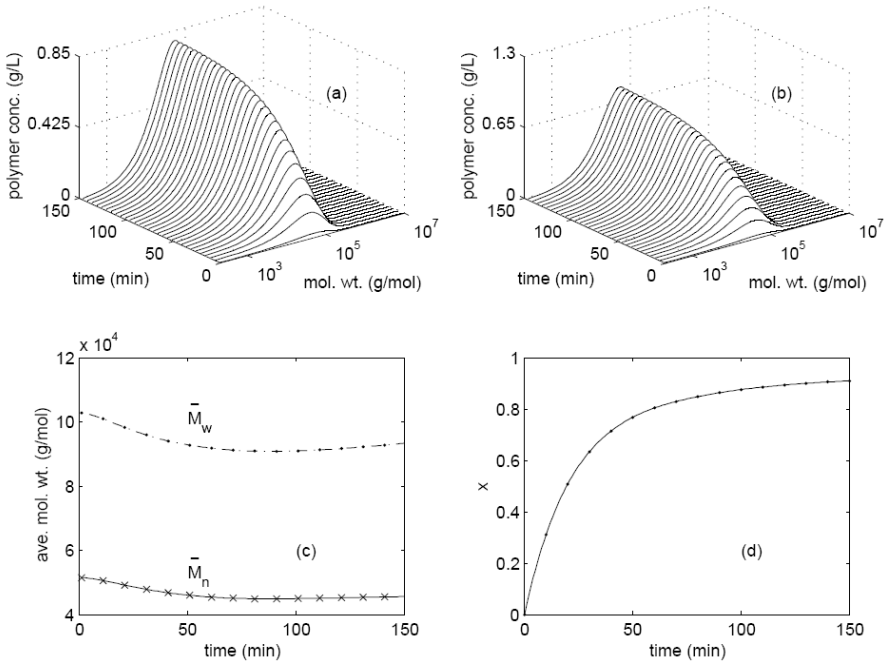 0.85
0.425
0
polymer conc. (g/L)
150
100
50
0
time (min)
10^3
10^5
10^7
mol. wt. (g/mol)
(a)
1.3
0.65
0
polymer conc. (g/L)
150
100
50
0
time (min)
10^3
10^5
10^7
mol. wt. (g/mol)
(b)
x 10^4
12
10
8
6
4
ave. mol. wt. (g/mol)
M̄_w
M̄_n
(c)
0
50
100
150
time (min)
1
0.8
0.6
0.4
0.2
0
x
(d)
0
50
100
150
time (min)